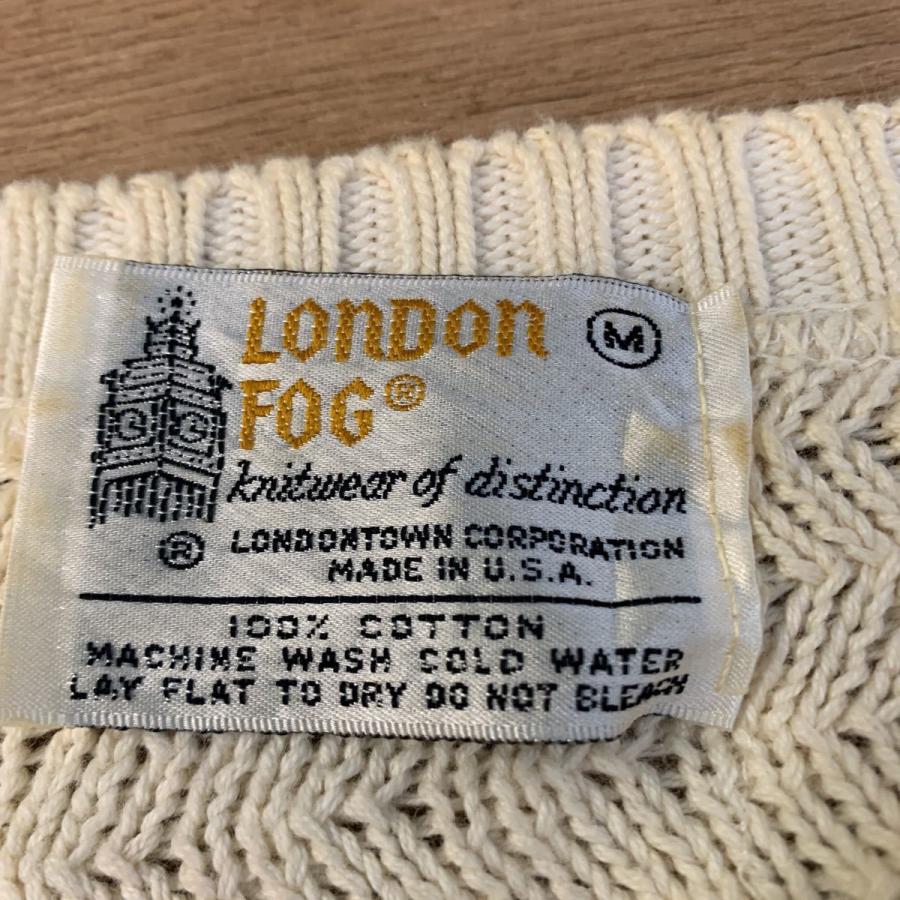 LONDON
FOG®
M
knitwear of distinction
® LONDONTOWN CORPORATION
MADE IN U.S.A.
100% COTTON
MACHINE WASH COLD WATER
LAY FLAT TO DRY DO NOT BLEACH